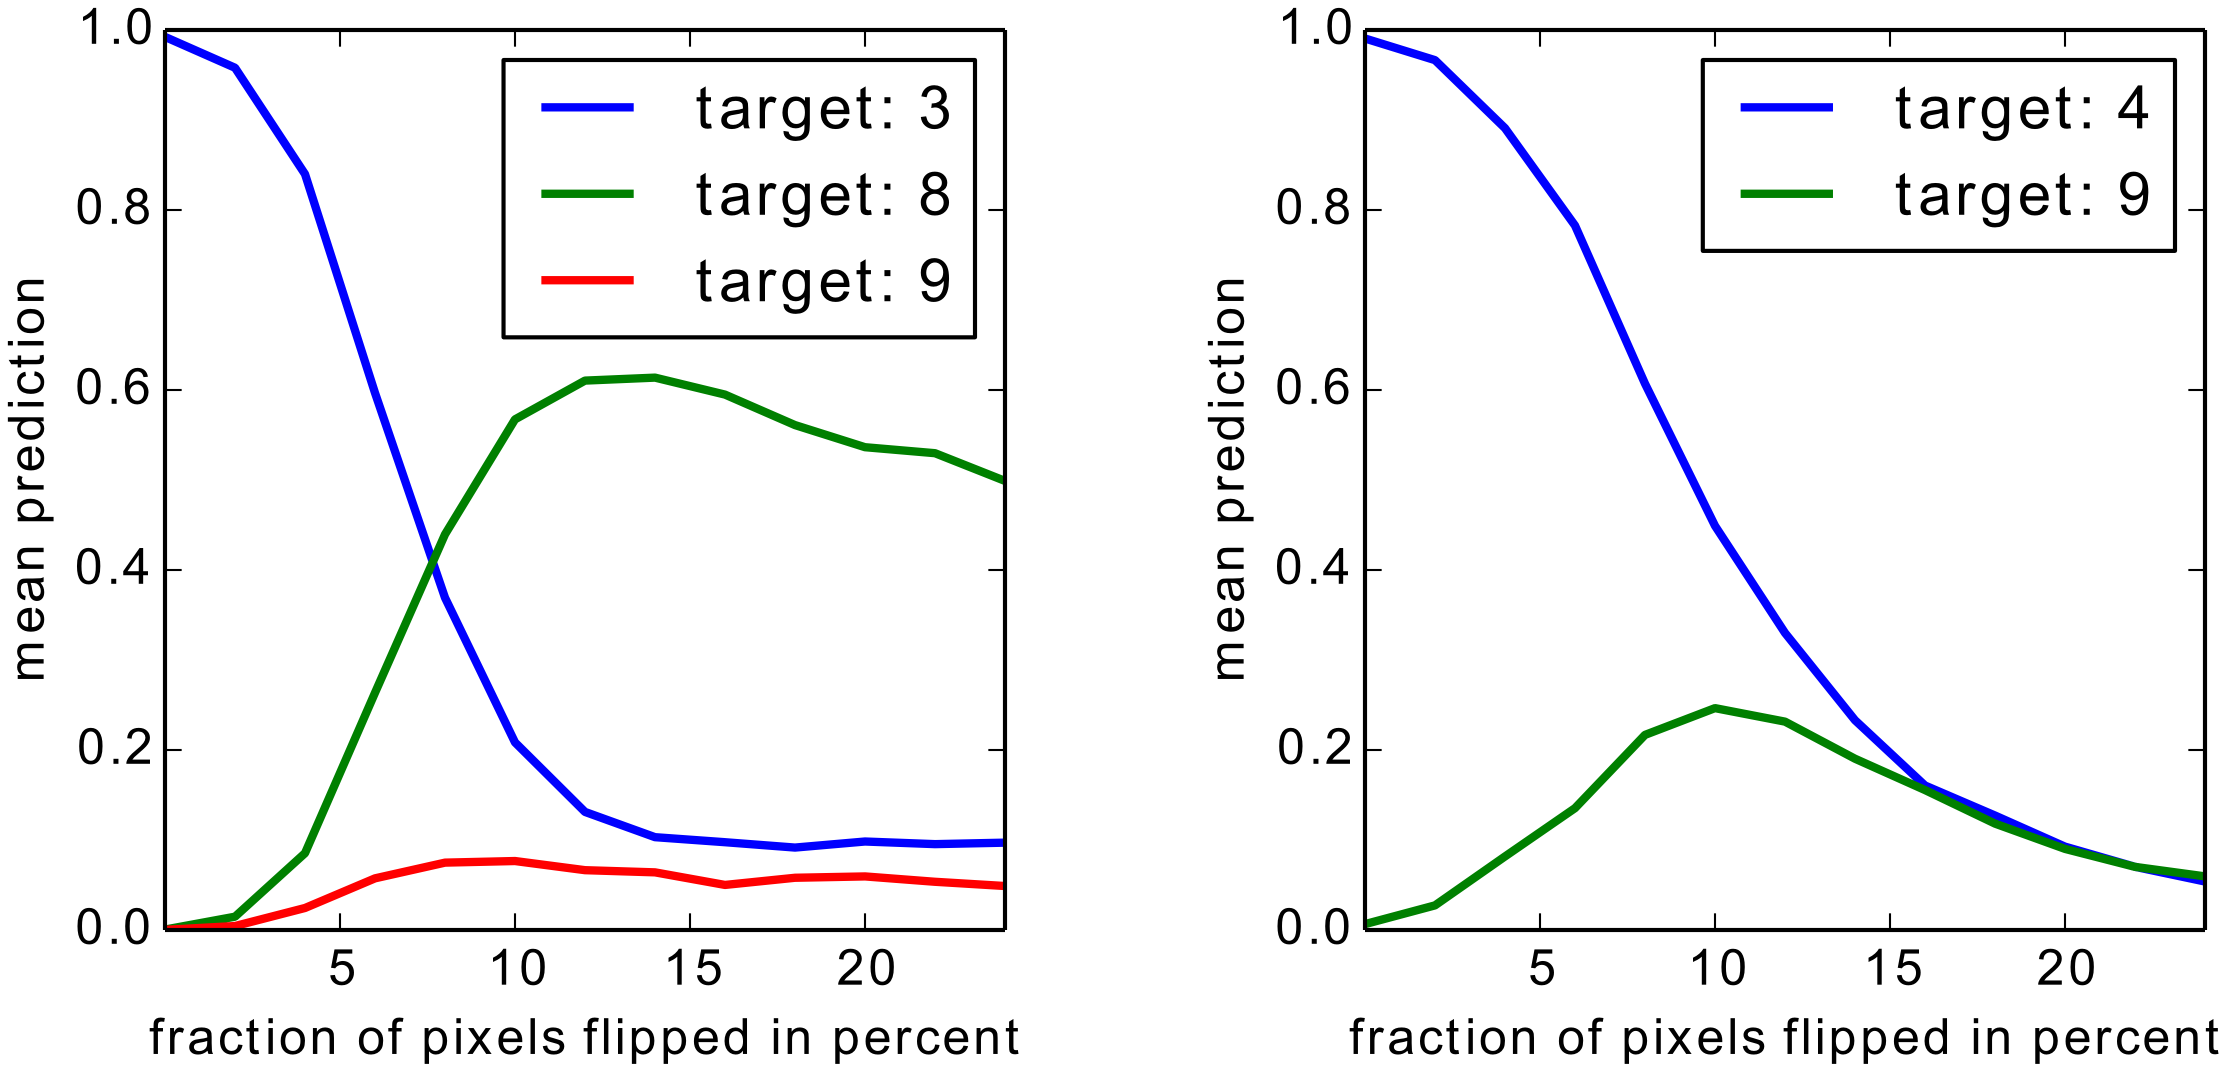 1.0
0.8
0.6
0.4
0.2
0.0
mean prediction
target: 3
target: 8
target: 9
5 10 15 20
fraction of pixels flipped in percent
1.0
0.8
0.6
0.4
0.2
0.0
mean prediction
target: 4
target: 9
5 10 15 20
fraction of pixels flipped in percent